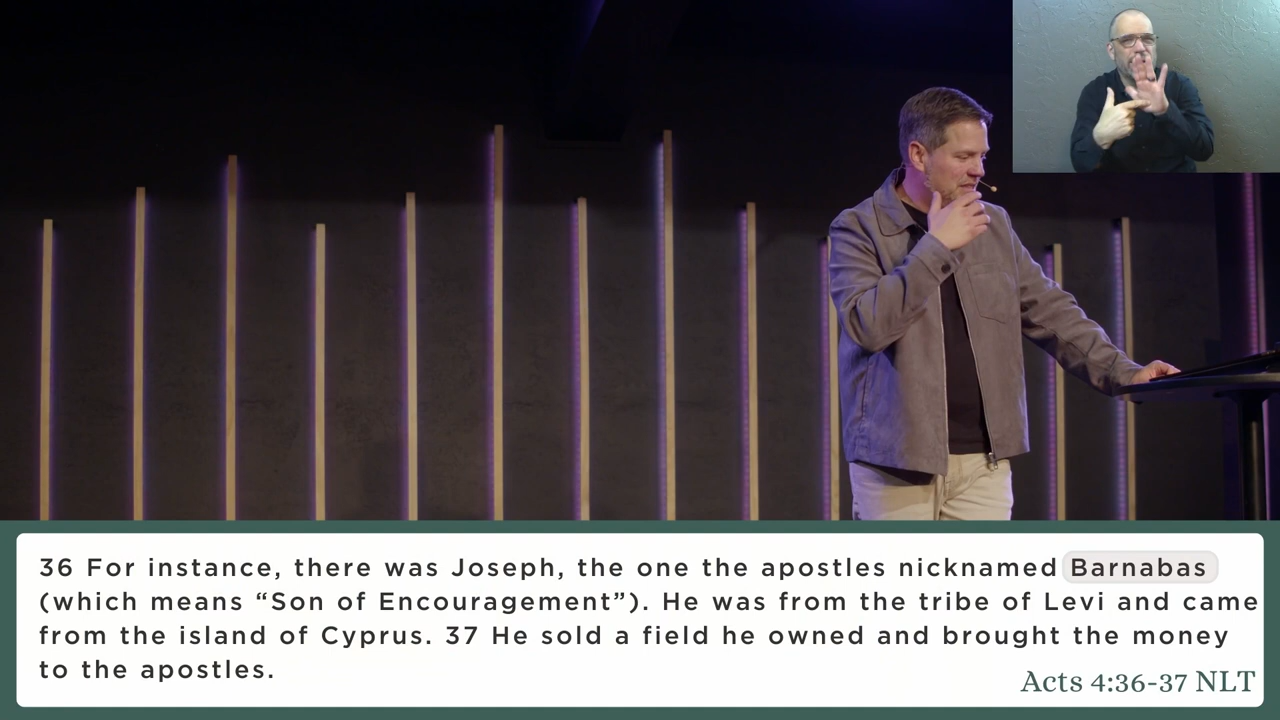 36 For instance, there was Joseph, the one the apostles nicknamed Barnabas
(which means “Son of Encouragement”). He was from the tribe of Levi and came
from the island of Cyprus. 37 He sold a field he owned and brought the money
to the apostles.
Acts 4:36-37 NLT